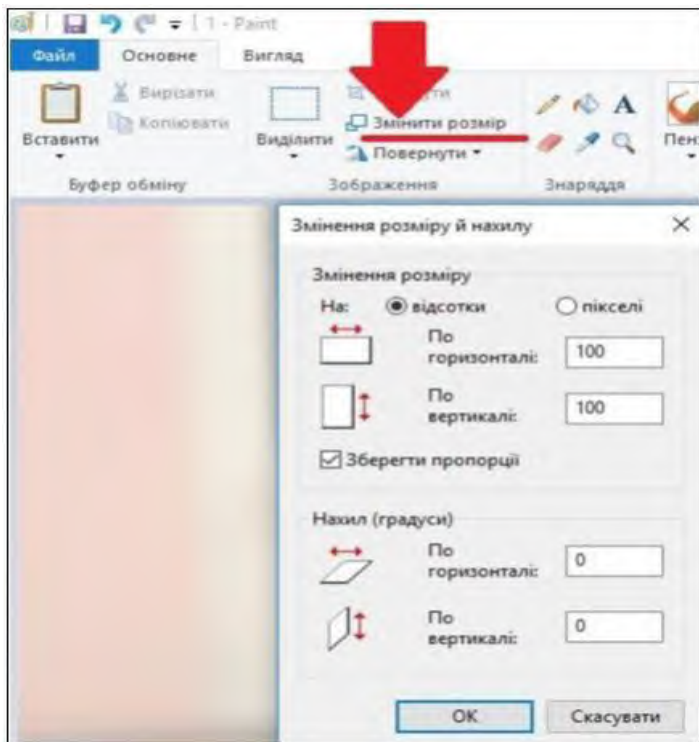 1 - Paint
Файл Основне Вигляд
Вирізати
Копіювати
Вставити
Виділити
Змінити розмір
Повернути
Буфер обміну
Зображення
Знаряддя
A
Змінення розміру й нахилу
Змінення розміру
На: відсотки пікселі
По
горизонталі: 100
По
вертикалі: 100
Зберегти пропорції
Нахил (градуси)
По
горизонталі: 0
По
вертикалі: 0
OK Скасувати